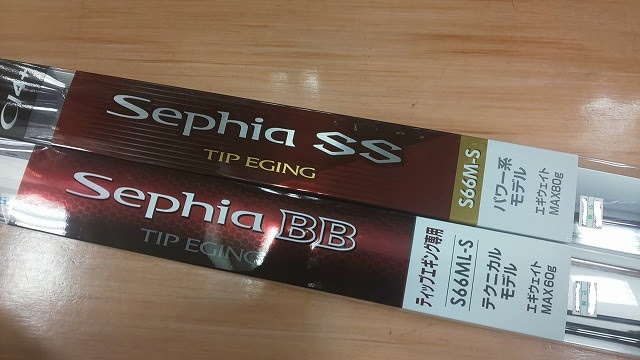 CI4+
Sephia SS
TIP EGING
S66M-S
パワー系
モデル
エギウェイト
MAX80g
Sephia BB
TIP EGING
ティップエギング専用
S66ML-S
テクニカル
モデル
エギウェイト
MAX60g